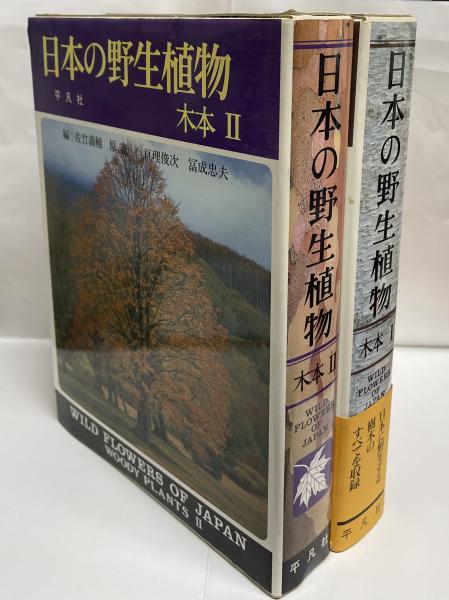 日本の野生植物
平凡社
木本 II
編:佐竹義輔 原 寛 亘理俊次 冨成忠夫
WILD FLOWERS OF JAPAN
WOODY PLANTS II
日本の野生植物
木本 II
WILD
FLOWERS
OF
JAPAN
平凡社
日本の野生植物
木本 I
WILD
FLOWERS
OF
JAPAN
日本に自生する
樹木の
すべてを収録
平凡社